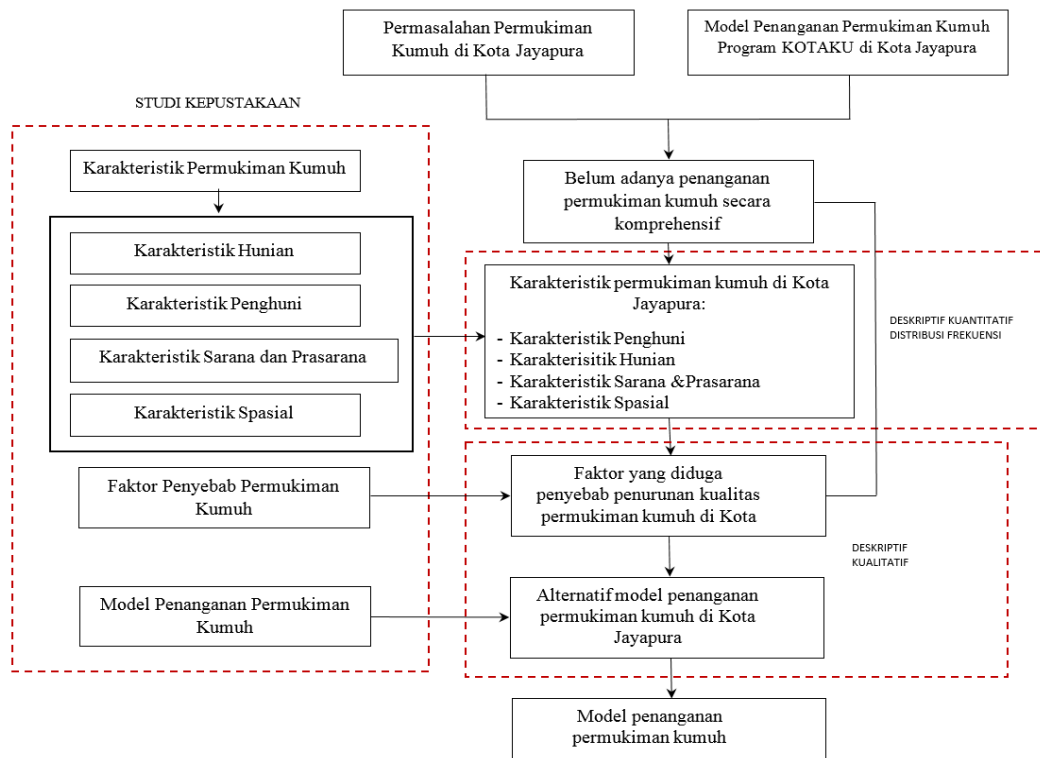 Permasalahan Permukiman
Kumuh di Kota Jayapura
Model Penanganan Permukiman Kumuh
Program KOTAKU di Kota Jayapura
STUDI KEPUSTAKAAN
Karakteristik Permukiman Kumuh
Karakteristik Hunian
Karakteristik Penghuni
Karakteristik Sarana dan Prasarana
Karakteristik Spasial
Faktor Penyebab Permukiman
Kumuh
Model Penanganan Permukiman
Kumuh
Belum adanya penanganan
permukiman kumuh secara
komprehensif
Karakteristik permukiman kumuh di Kota
Jayapura:
- Karakteristik Penghuni
- Karakterisitik Hunian
- Karakteristik Sarana &Prasarana
- Karakteristik Spasial
DESKRIPTIF KUANTITATIF
DISTRIBUSI FREKUENSI
Faktor yang diduga
penyebab penurunan kualitas
permukiman kumuh di Kota
DESKRIPTIF
KUALITATIF
Alternatif model penanganan
permukiman kumuh di Kota
Jayapura
Model penanganan
permukiman kumuh